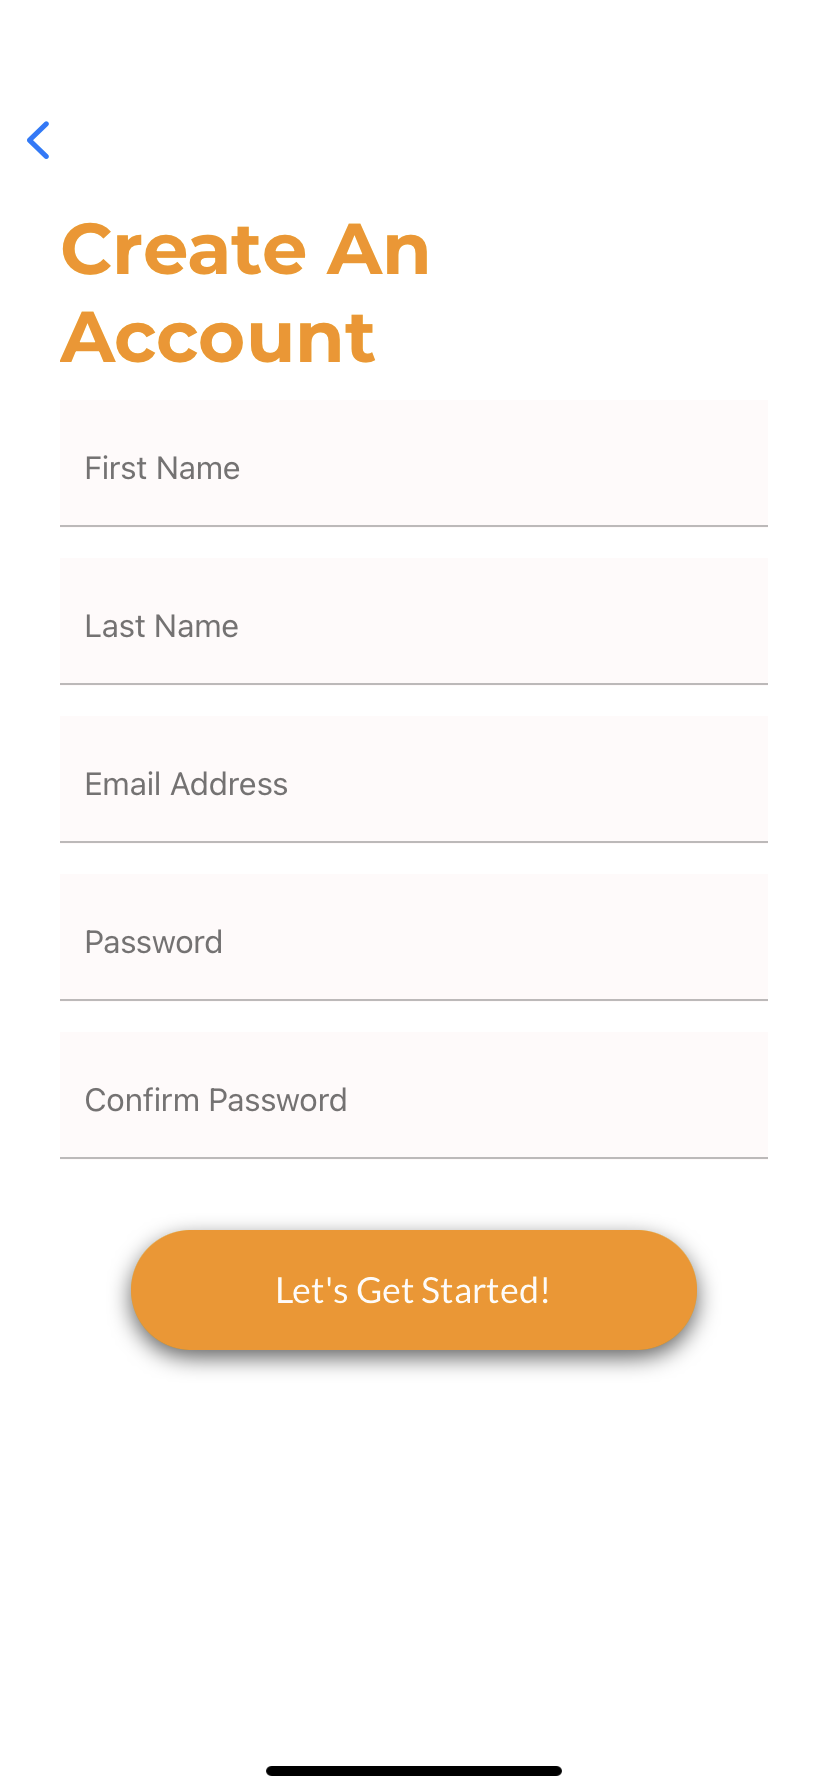 Create An
Account
First Name
Last Name
Email Address
Password
Confirm Password
Let's Get Started!